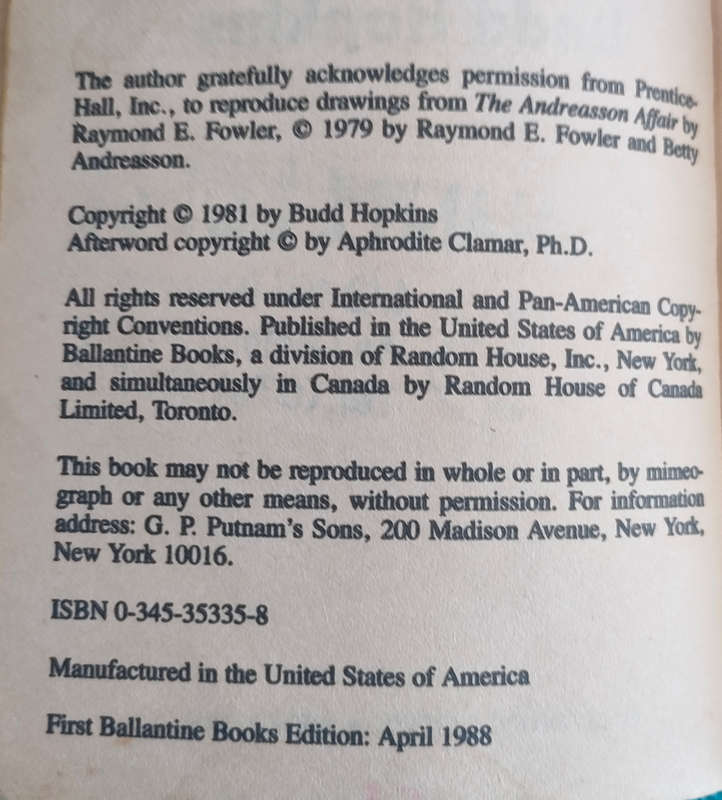 The author gratefully acknowledges permission from Prentice-
Hall, Inc., to reproduce drawings from The Andreasson Affair by
Raymond E. Fowler, © 1979 by Raymond E. Fowler and Betty
Andreasson.
Copyright © 1981 by Budd Hopkins
Afterword copyright © by Aphrodite Clamar, Ph.D.
All rights reserved under International and Pan-American Copy-
right Conventions. Published in the United States of America by
Ballantine Books, a division of Random House, Inc., New York,
and simultaneously in Canada by Random House of Canada
Limited, Toronto.
This book may not be reproduced in whole or in part, by mimeo-
graph or any other means, without permission. For information
address: G. P. Putnam's Sons, 200 Madison Avenue, New York,
New York 10016.
ISBN 0-345-35335-8
Manufactured in the United States of America
First Ballantine Books Edition: April 1988